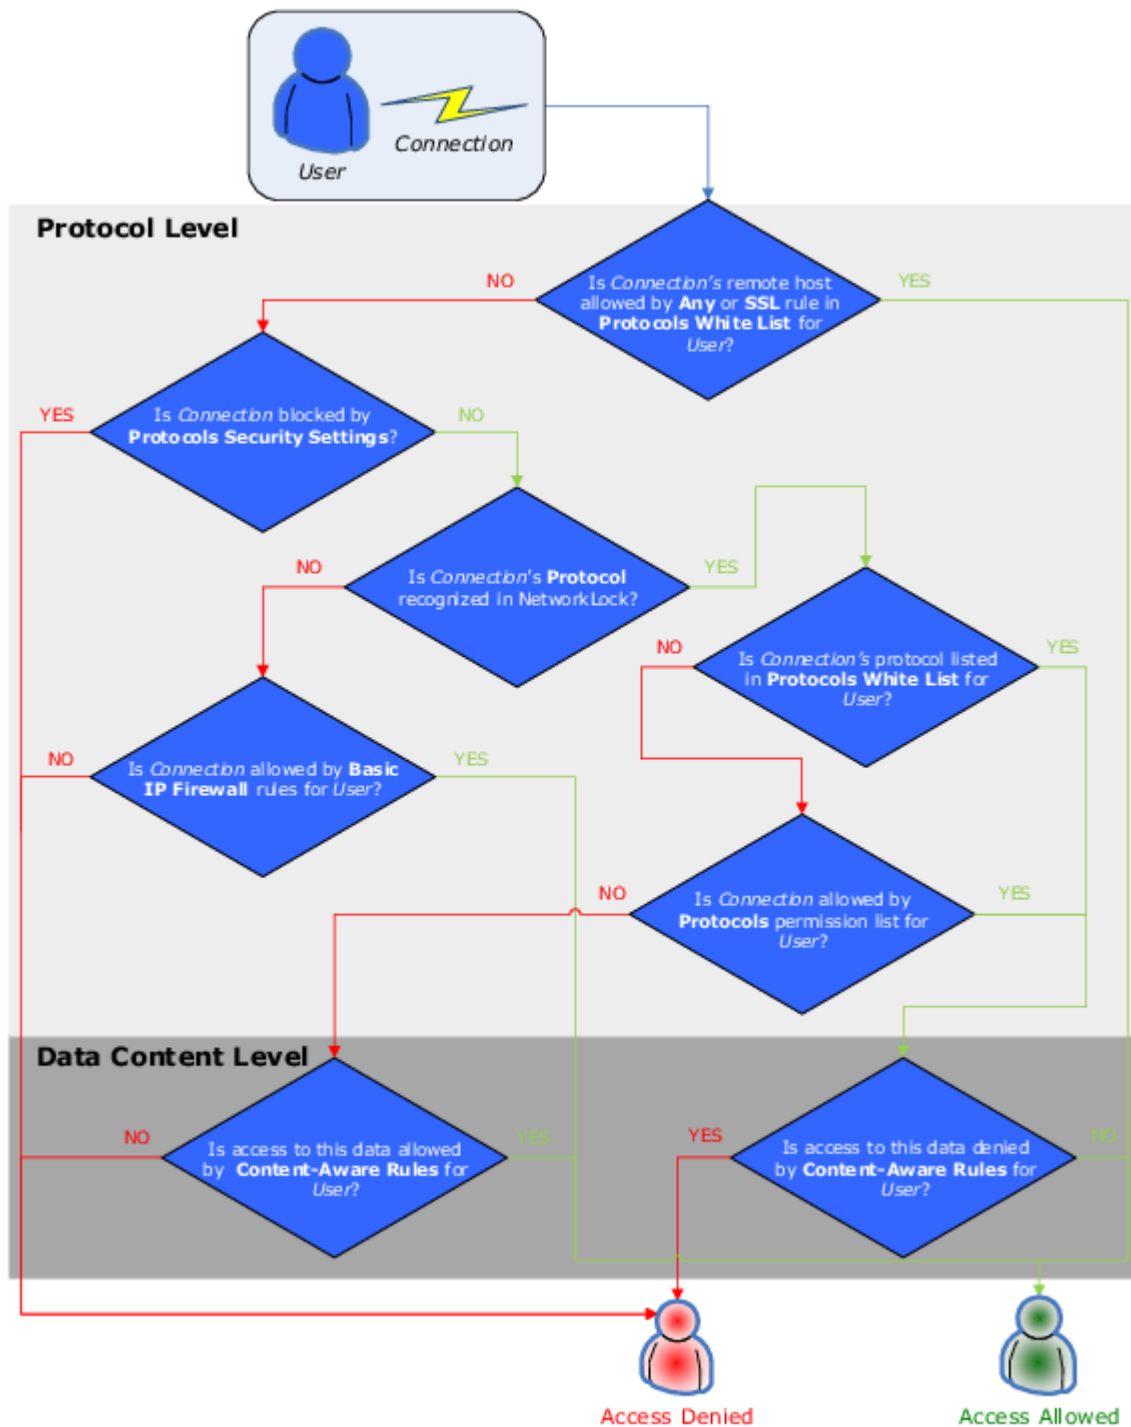 Connection
User
Protocol Level
Is Connection's remote host
allowed by Any or SSL rule in
Protocols White List for
User?
NO
YES
Is Connection blocked by
Protocols Security Settings?
YES
NO
Is Connection's Protocol
recognized in NetworkLock?
NO
YES
Is Connection's protocol listed
in Protocols White List for
User?
NO
YES
Is Connection allowed by Basic
IP Firewall rules for User?
NO
YES
Is Connection allowed by
Protocols permission list for
User?
NO
YES
Data Content Level
Is access to this data allowed
by Content-Aware Rules for
User?
NO
YES
Is access to this data denied
by Content-Aware Rules for
User?
YES
NO
Access Denied
Access Allowed